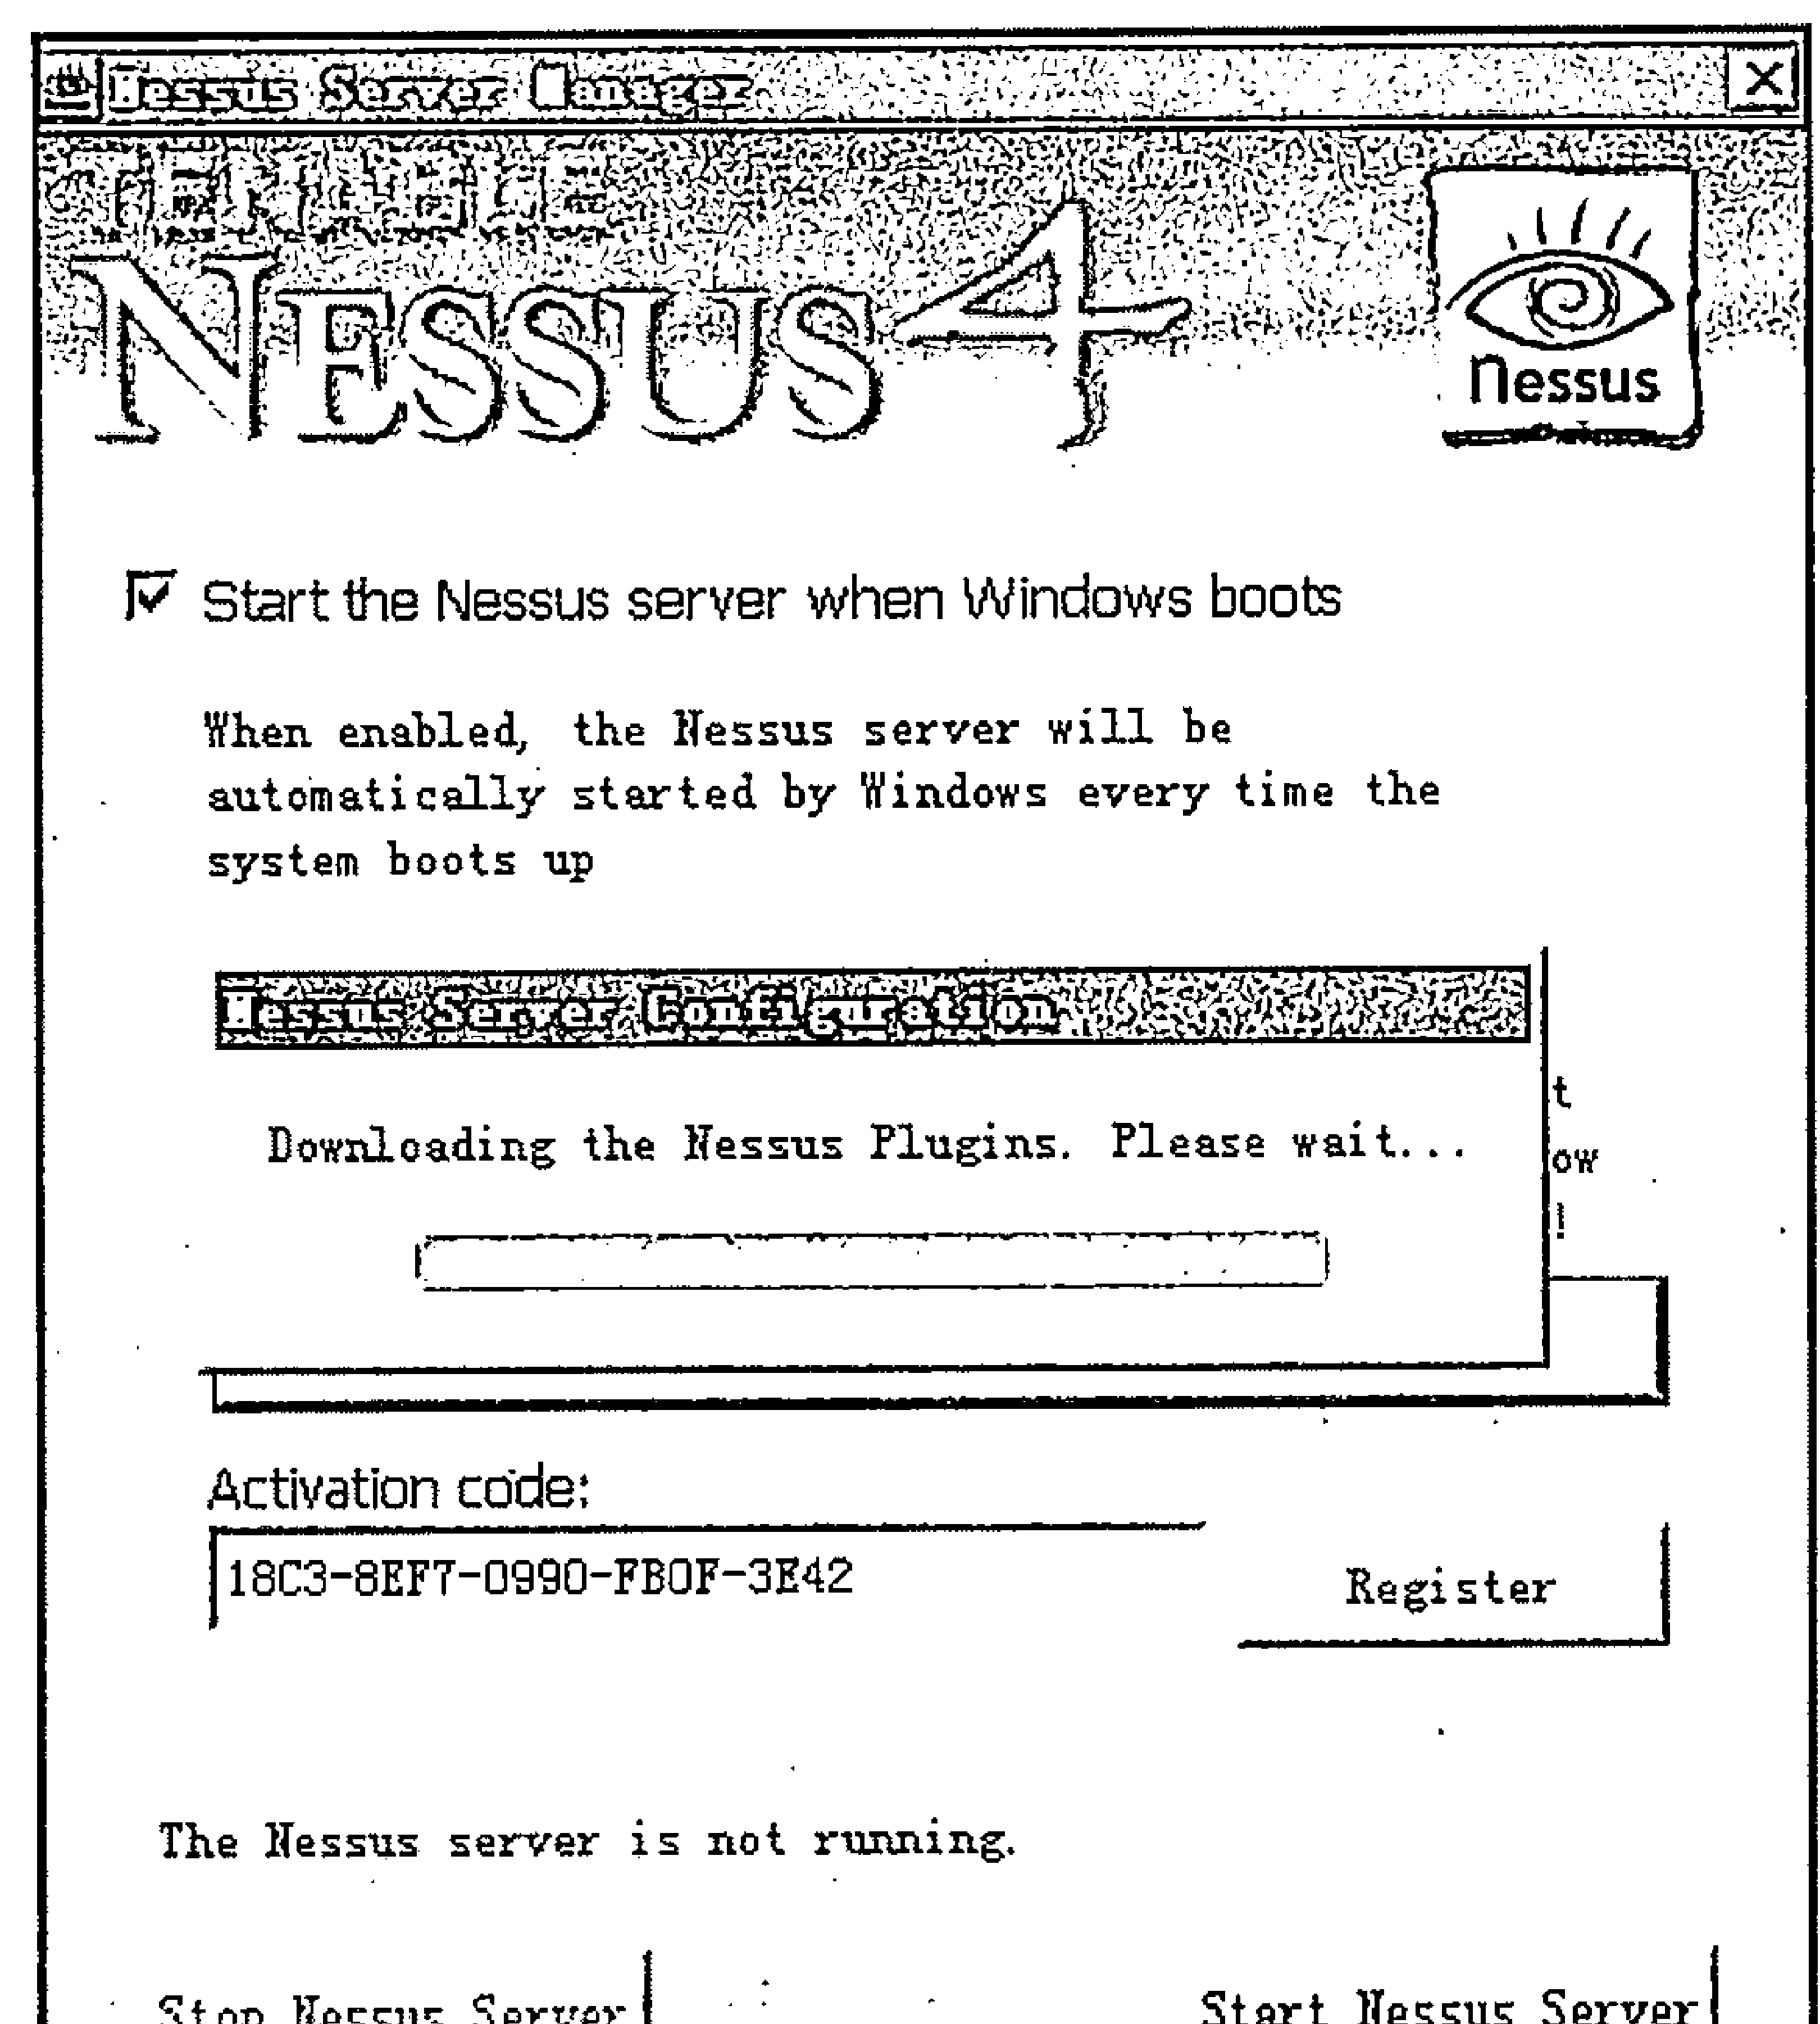 Nessus Server Manager
TENABLE
NESSUS 4
nessus
Start the Nessus server when Windows boots
When enabled, the Nessus server will be
automatically started by Windows every time the
system boots up
Nessus Server Configuration
t
Downloading the Nessus Plugins. Please wait...
ow
!
Activation code:
18C3-8EF7-0990-FB0F-3E42
Register
The Nessus server is not running.
Stop Nessus Server
Start Nessus Server